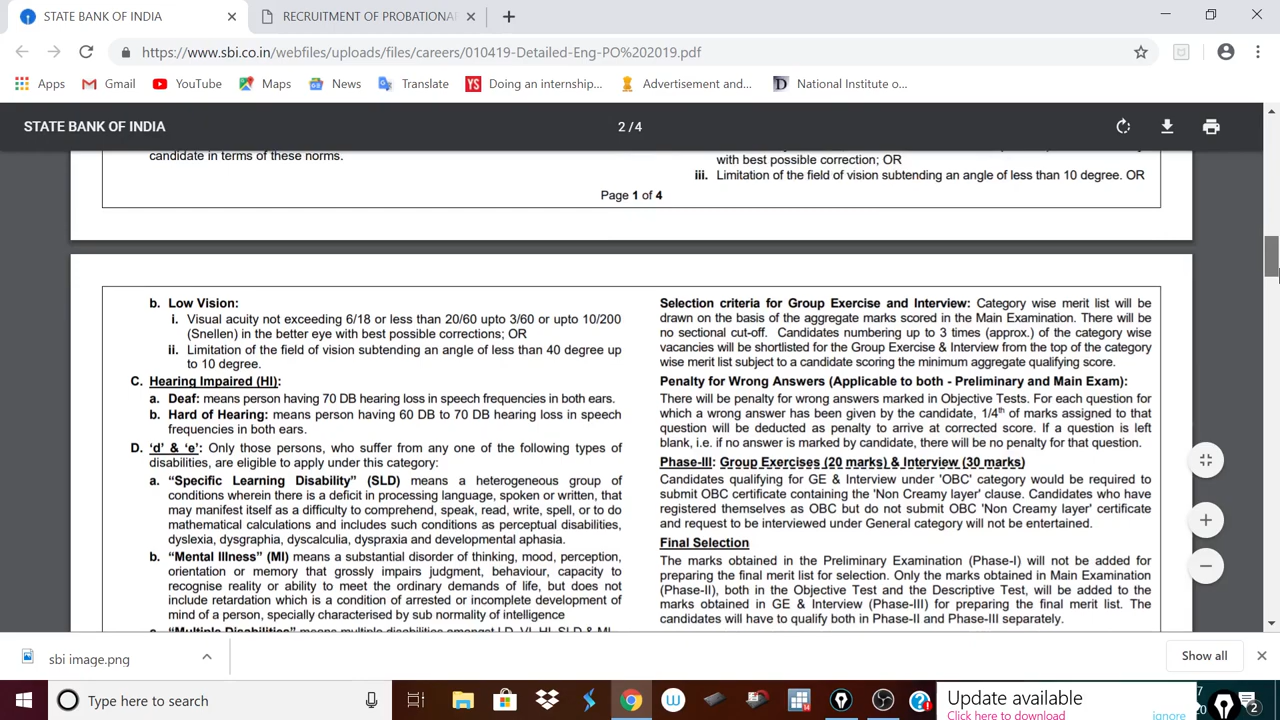 STATE BANK OF INDIA
RECRUITMENT OF PROBATIONA
https://www.sbi.co.in/webfiles/uploads/files/careers/010419-Detailed-Eng-PO%202019.pdf
Apps
Gmail
YouTube
Maps
News
Translate
Doing an internship...
Advertisement and...
National Institute o...
STATE BANK OF INDIA
2 / 4
candidate in terms of these norms.
with best possible correction; OR
iii. Limitation of the field of vision subtending an angle of less than 10 degree. OR
Page 1 of 4
b. Low Vision:
i. Visual acuity not exceeding 6/18 or less than 20/60 upto 3/60 or upto 10/200
(Snellen) in the better eye with best possible corrections; OR
ii. Limitation of the field of vision subtending an angle of less than 40 degree up
to 10 degree.
C. Hearing Impaired (HI):
a. Deaf: means person having 70 DB hearing loss in speech frequencies in both ears.
b. Hard of Hearing: means person having 60 DB to 70 DB hearing loss in speech
frequencies in both ears.
D. ‘d’ & ‘e’: Only those persons, who suffer from any one of the following types of
disabilities, are eligible to apply under this category:
a. “Specific Learning Disability” (SLD) means a heterogeneous group of
conditions wherein there is a deficit in processing language, spoken or written, that
may manifest itself as a difficulty to comprehend, speak, read, write, spell, or to do
mathematical calculations and includes such conditions as perceptual disabilities,
dyslexia, dysgraphia, dyscalculia, dyspraxia and developmental aphasia.
b. “Mental Illness” (MI) means a substantial disorder of thinking, mood, perception,
orientation or memory that grossly impairs judgment, behaviour, capacity to
recognise reality or ability to meet the ordinary demands of life, but does not
include retardation which is a condition of arrested or incomplete development of
mind of a person, specially characterised by sub normality of intelligence
c. “Multiple Disabilities” means multiple disabilities amongst LD, VI, HI, SLD & MI
Selection criteria for Group Exercise and Interview: Category wise merit list will be
drawn on the basis of the aggregate marks scored in the Main Examination. There will be
no sectional cut-off. Candidates numbering up to 3 times (approx.) of the category wise
vacancies will be shortlisted for the Group Exercise & Interview from the top of the category
wise merit list subject to a candidate scoring the minimum aggregate qualifying score.
Penalty for Wrong Answers (Applicable to both - Preliminary and Main Exam):
There will be penalty for wrong answers marked in Objective Tests. For each question for
which a wrong answer has been given by the candidate, 1/4th of marks assigned to that
question will be deducted as penalty to arrive at corrected score. If a question is left
blank, i.e. if no answer is marked by candidate, there will be no penalty for that question.
Phase-III: Group Exercises (20 marks) & Interview (30 marks)
Candidates qualifying for GE & Interview under 'OBC' category would be required to
submit OBC certificate containing the 'Non Creamy layer' clause. Candidates who have
registered themselves as OBC but do not submit OBC 'Non Creamy layer' certificate
and request to be interviewed under General category will not be entertained.
Final Selection
The marks obtained in the Preliminary Examination (Phase-I) will not be added for
preparing the final merit list for selection. Only the marks obtained in Main Examination
(Phase-II), both in the Objective Test and the Descriptive Test, will be added to the
marks obtained in GE & Interview (Phase-III) for preparing the final merit list. The
candidates will have to qualify both in Phase-II and Phase-III separately.
sbi image.png
Show all
Type here to search
Update available
Click here to download
ignore